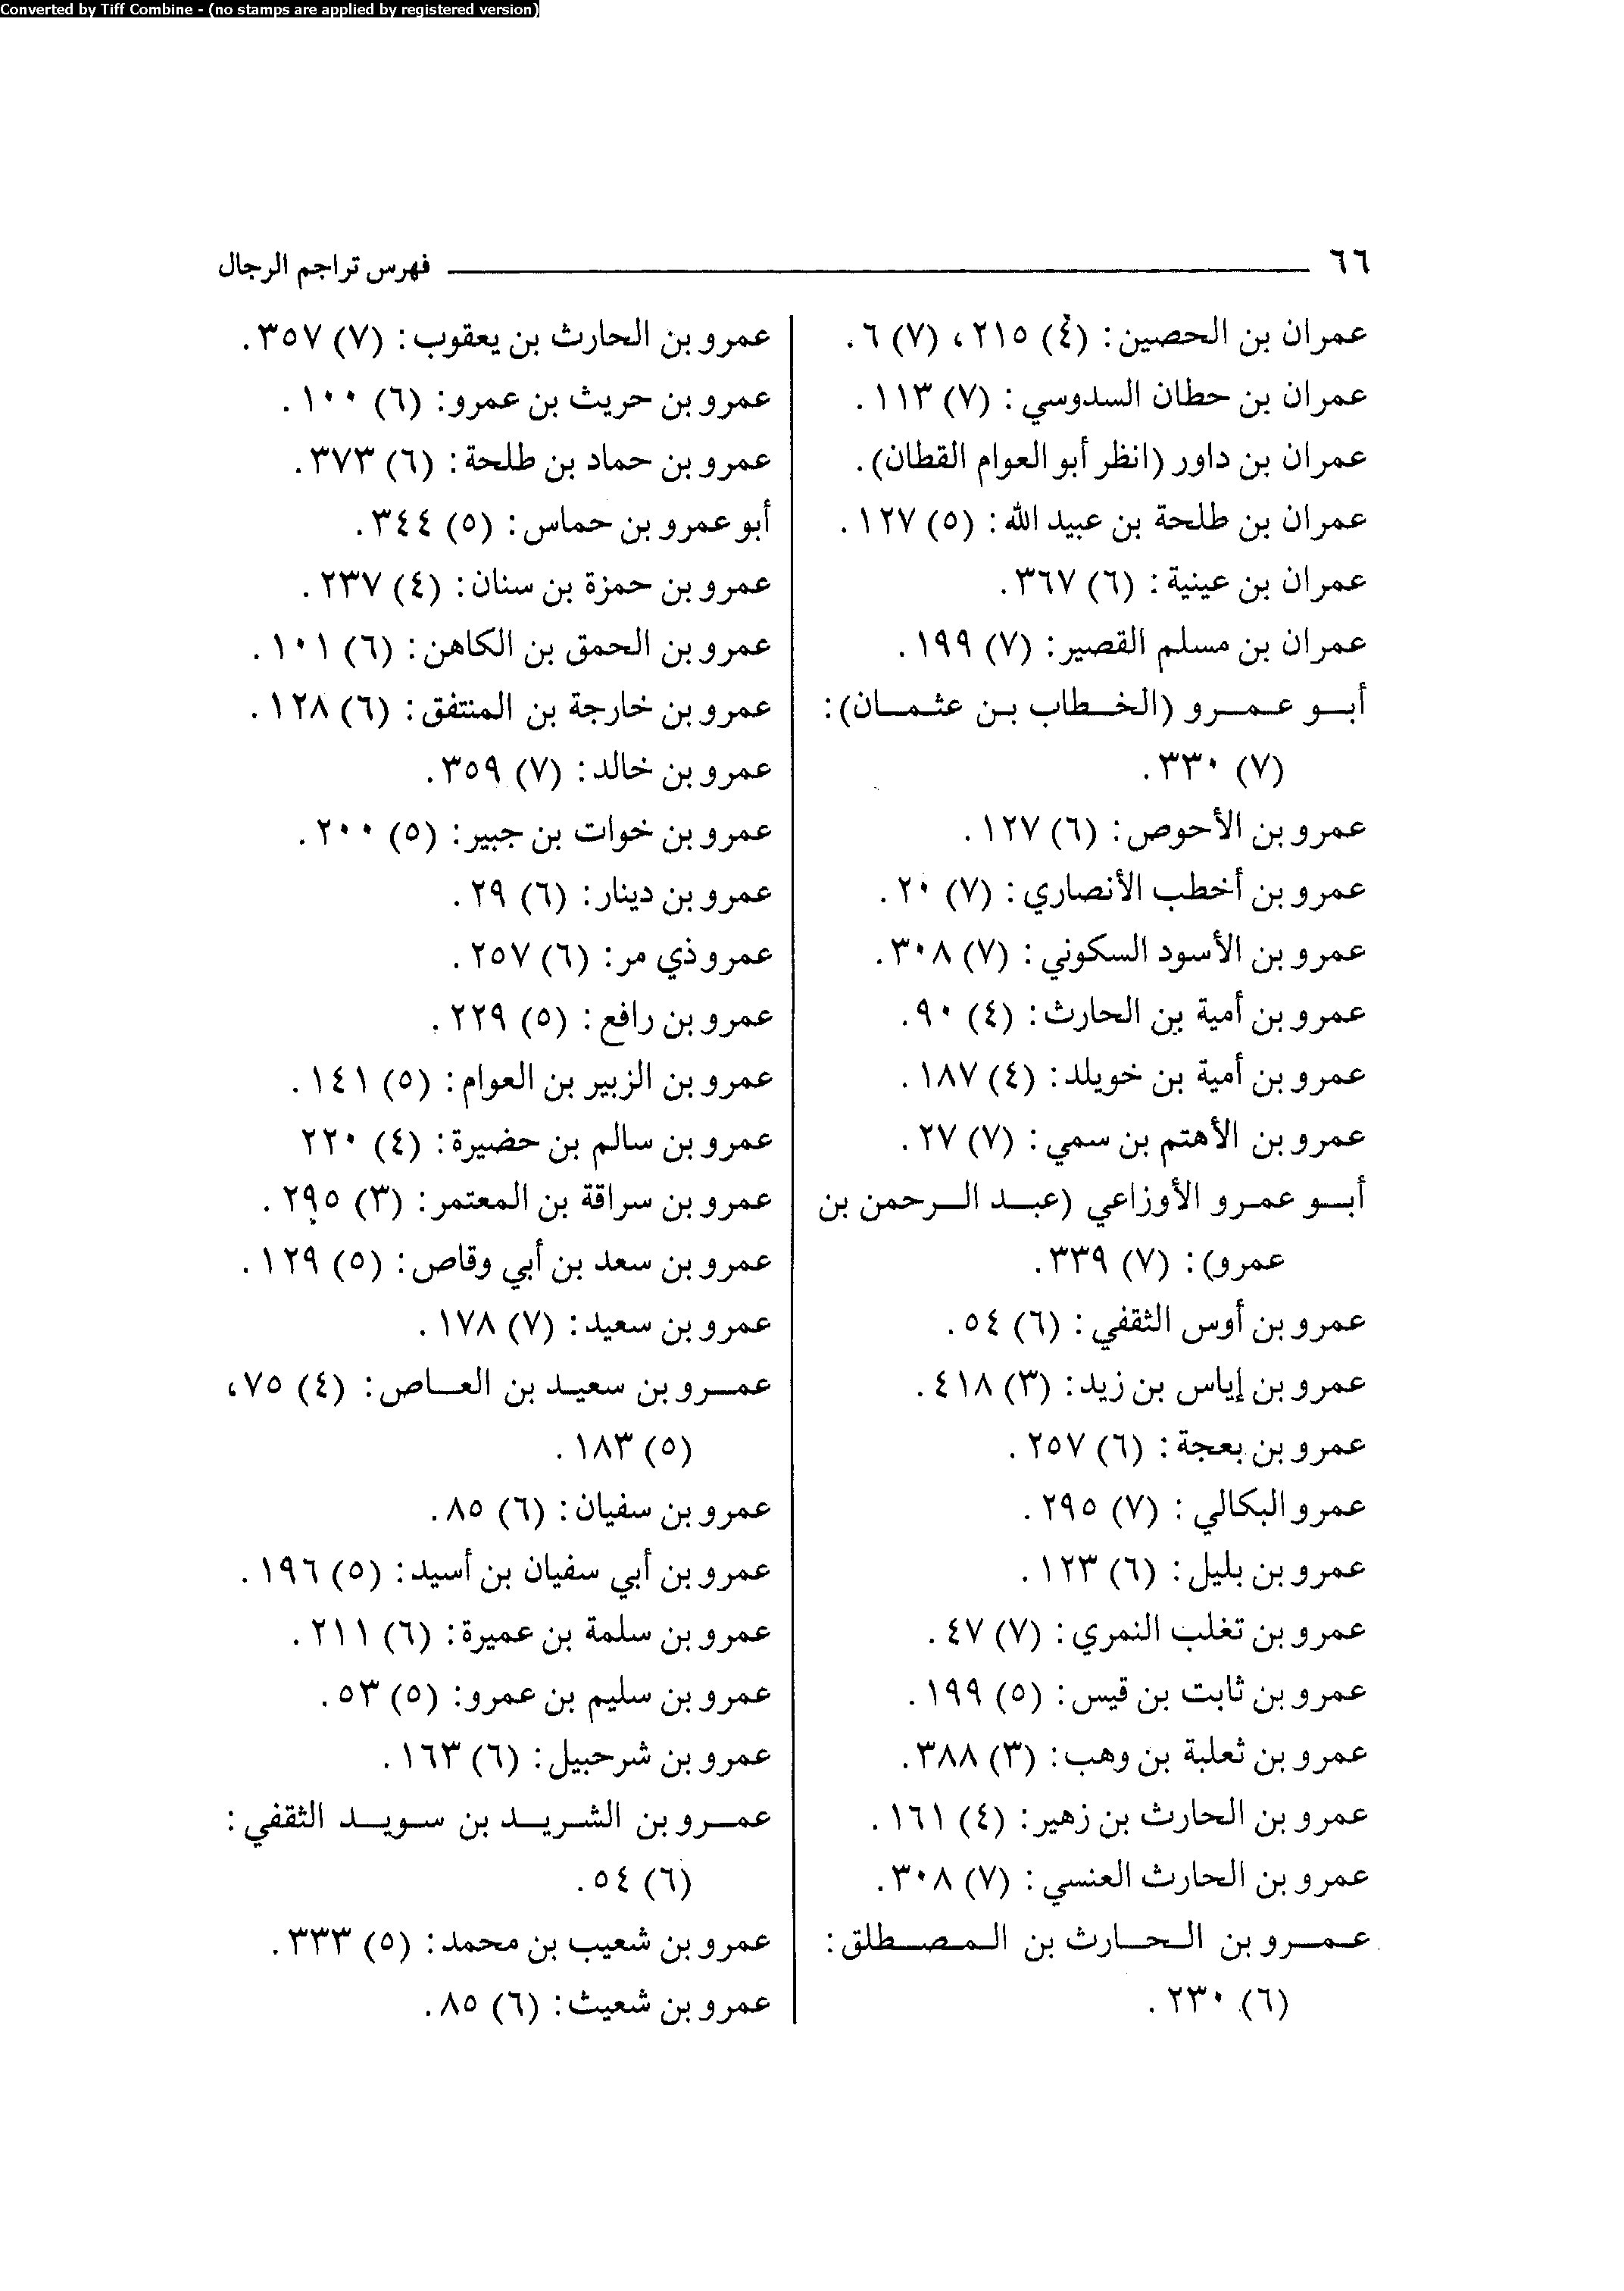 Converted by Tiff Combine - (no stamps are applied by registered version)
٦٦ فهرس تراجم الرجال
عمران بن الحصين: (٤) ٢١٥، (٧) ٦.
عمران بن حطان السدوسي: (٧) ١١٣.
عمران بن داور (انظر أبو العوام القطان).
عمران بن طلحة بن عبيد الله: (٥) ١٢٧.
عمران بن عينية: (٦) ٣٦٧.
عمران بن مسلم القصير: (٧) ١٩٩.
أبو عمرو (الخطاب بن عثمان):
(٧) ٣٣٠.
عمرو بن الأحوص: (٦) ١٢٧.
عمرو بن أخطب الأنصاري: (٧) ٢٠.
عمرو بن الأسود السكوني: (٧) ٣٠٨.
عمرو بن أمية بن الحارث: (٤) ٩٠.
عمرو بن أمية بن خويلد: (٤) ١٨٧.
عمرو بن الأهتم بن سمي: (٧) ٢٧.
أبو عمرو الأوزاعي (عبد الرحمن بن
عمرو): (٧) ٣٣٩.
عمرو بن أوس الثقفي: (٦) ٥٤.
عمرو بن إياس بن زيد: (٣) ٤١٨.
عمرو بن بعجة: (٦) ٢٥٧.
عمرو البكالي: (٧) ٢٩٥.
عمرو بن بليل: (٦) ١٢٣.
عمرو بن تغلب النمري: (٧) ٤٧.
عمرو بن ثابت بن قيس: (٥) ١٩٩.
عمرو بن ثعلبة بن وهب: (٣) ٣٨٨.
عمرو بن الحارث بن زهير: (٤) ١٦١.
عمرو بن الحارث العنسي: (٧) ٣٠٨.
عمرو بن الحارث بن المصطلق:
(٦) ٢٣٠.
عمرو بن الحارث بن يعقوب: (٧) ٣٥٧.
عمرو بن حريث بن عمرو: (٦) ١٠٠.
عمرو بن حماد بن طلحة: (٦) ٣٧٣.
أبو عمرو بن حماس: (٥) ٣٤٤.
عمرو بن حمزة بن سنان: (٤) ٢٣٧.
عمرو بن الحمق بن الكاهن: (٦) ١٠١.
عمرو بن خارجة بن المنتفق: (٦) ١٢٨.
عمرو بن خالد: (٧) ٣٥٩.
عمرو بن خوات بن جبير: (٥) ٢٠٠.
عمرو بن دينار: (٦) ٢٩.
عمرو ذي مر: (٦) ٢٥٧.
عمرو بن رافع: (٥) ٢٢٩.
عمرو بن الزبير بن العوام: (٥) ١٤١.
عمرو بن سالم بن حضيرة: (٤) ٢٢٠
عمرو بن سراقة بن المعتمر: (٣) ٢٩٥.
عمرو بن سعد بن أبي وقاص: (٥) ١٢٩.
عمرو بن سعيد: (٧) ١٧٨.
عمرو بن سعيد بن العاص: (٤) ٧٥،
(٥) ١٨٣.
عمرو بن سفيان: (٦) ٨٥.
عمرو بن أبي سفيان بن أسيد: (٥) ١٩٦.
عمرو بن سلمة بن عميرة: (٦) ٢١١.
عمرو بن سليم بن عمرو: (٥) ٥٣.
عمرو بن شرحبيل: (٦) ١٦٣.
عمرو بن الشريد بن سويد الثقفي:
(٦) ٥٤.
عمرو بن شعيب بن محمد: (٥) ٣٣٣.
عمرو بن شعيث: (٦) ٨٥.